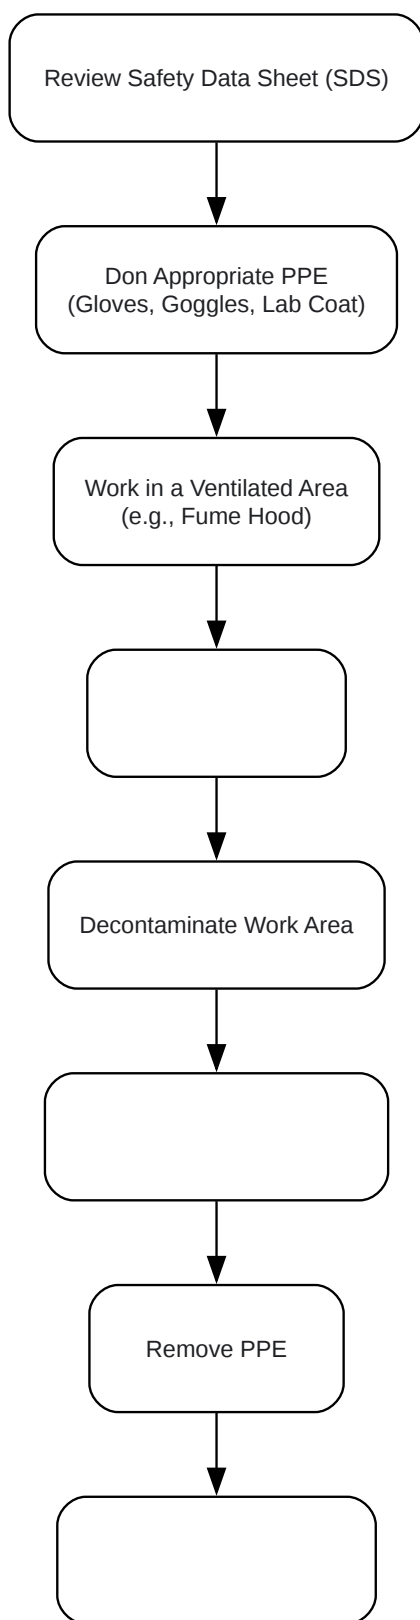 Review Safety Data Sheet (SDS)
Don Appropriate PPE
(Gloves, Goggles, Lab Coat)
Work in a Ventilated Area
(e.g., Fume Hood)
Decontaminate Work Area
Remove PPE